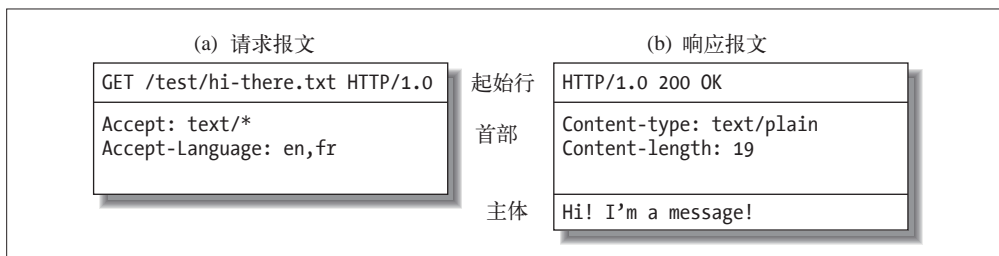 (a) 请求报文
GET /test/hi-there.txt HTTP/1.0
Accept: text/*
Accept-Language: en,fr
起始行
首部
主体
(b) 响应报文
HTTP/1.0 200 OK
Content-type: text/plain
Content-length: 19
Hi! I'm a message!